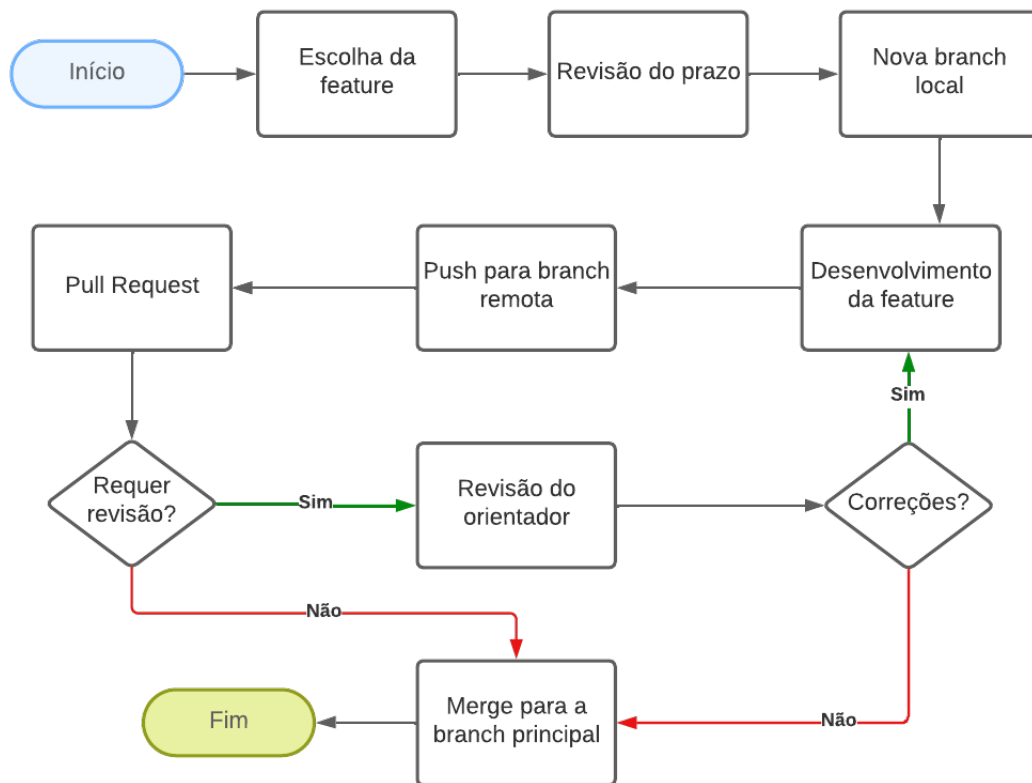 Início
Escolha da
feature
Revisão do prazo
Nova branch
local
Pull Request
Push para branch
remota
Desenvolvimento
da feature
Sim
Requer
revisão?
Sim
Revisão do
orientador
Correções?
Não
Fim
Merge para a
branch principal
Não